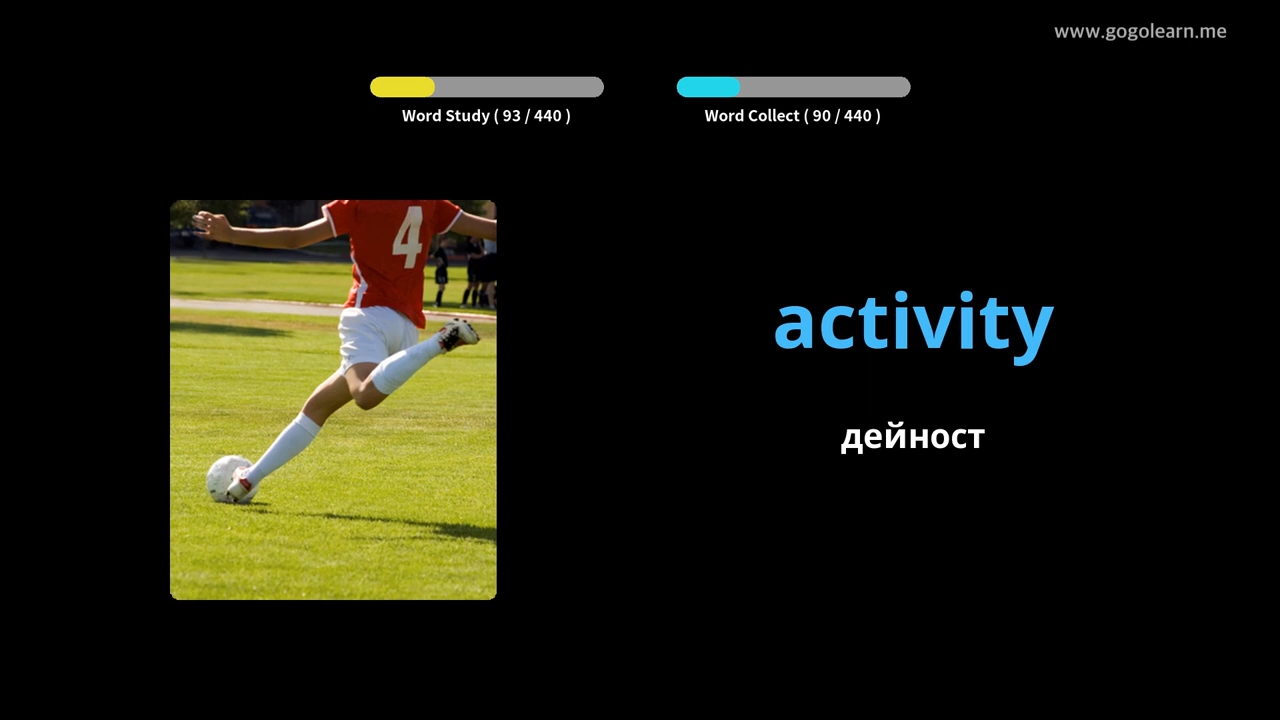 www.gogolearn.me
Word Study ( 93 / 440 )
Word Collect ( 90 / 440 )
4
activity
дейност